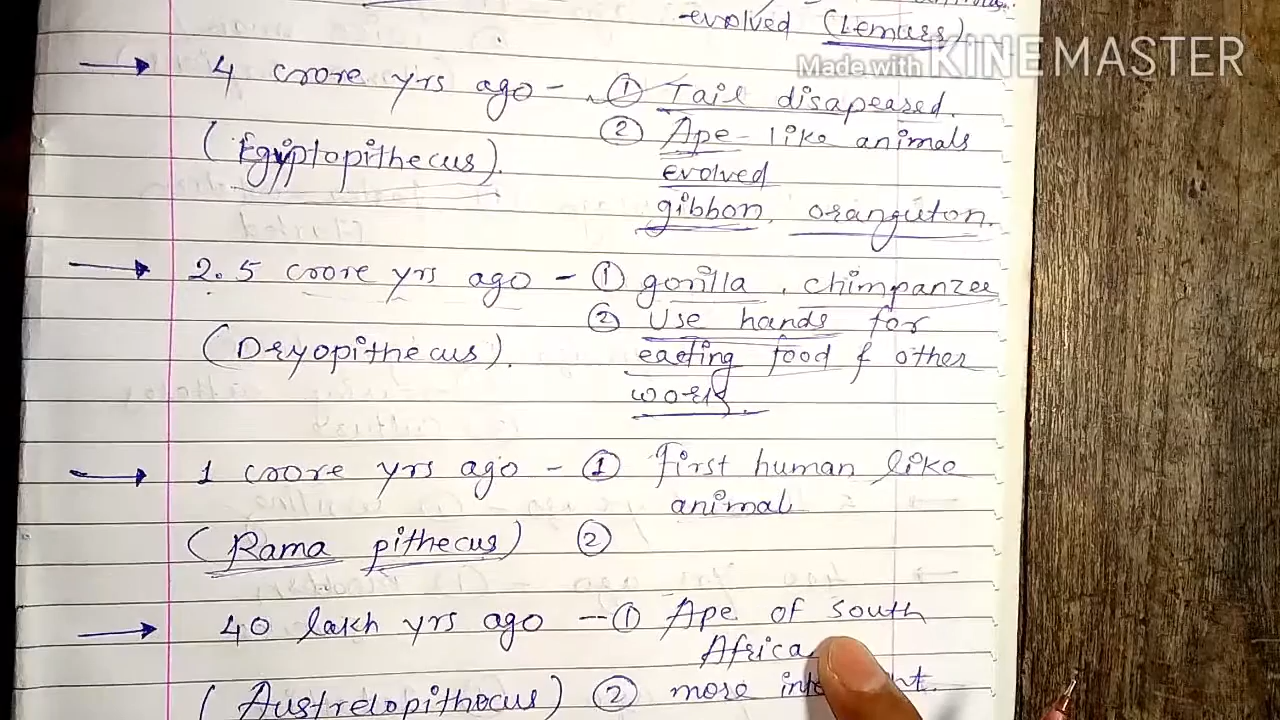 evolved (Lemurs)
Made with KINEMASTER
→ 4 crore yrs ago - ① Tail disapeared.
(Egyptopithecus). ② Ape-like animals
evolved
gibbon, oranguton.
→ 2.5 crore yrs ago - ① gorilla, chimpanzee
② Use hands for
(Dryopithecus). eacting food & other
work.
→ 1 crore yrs ago - ① first human like
animal
(Rama pithecus) ②
→ 40 lakh yrs ago - ① Ape of south
Africa
(Austrelopithecus) ② more